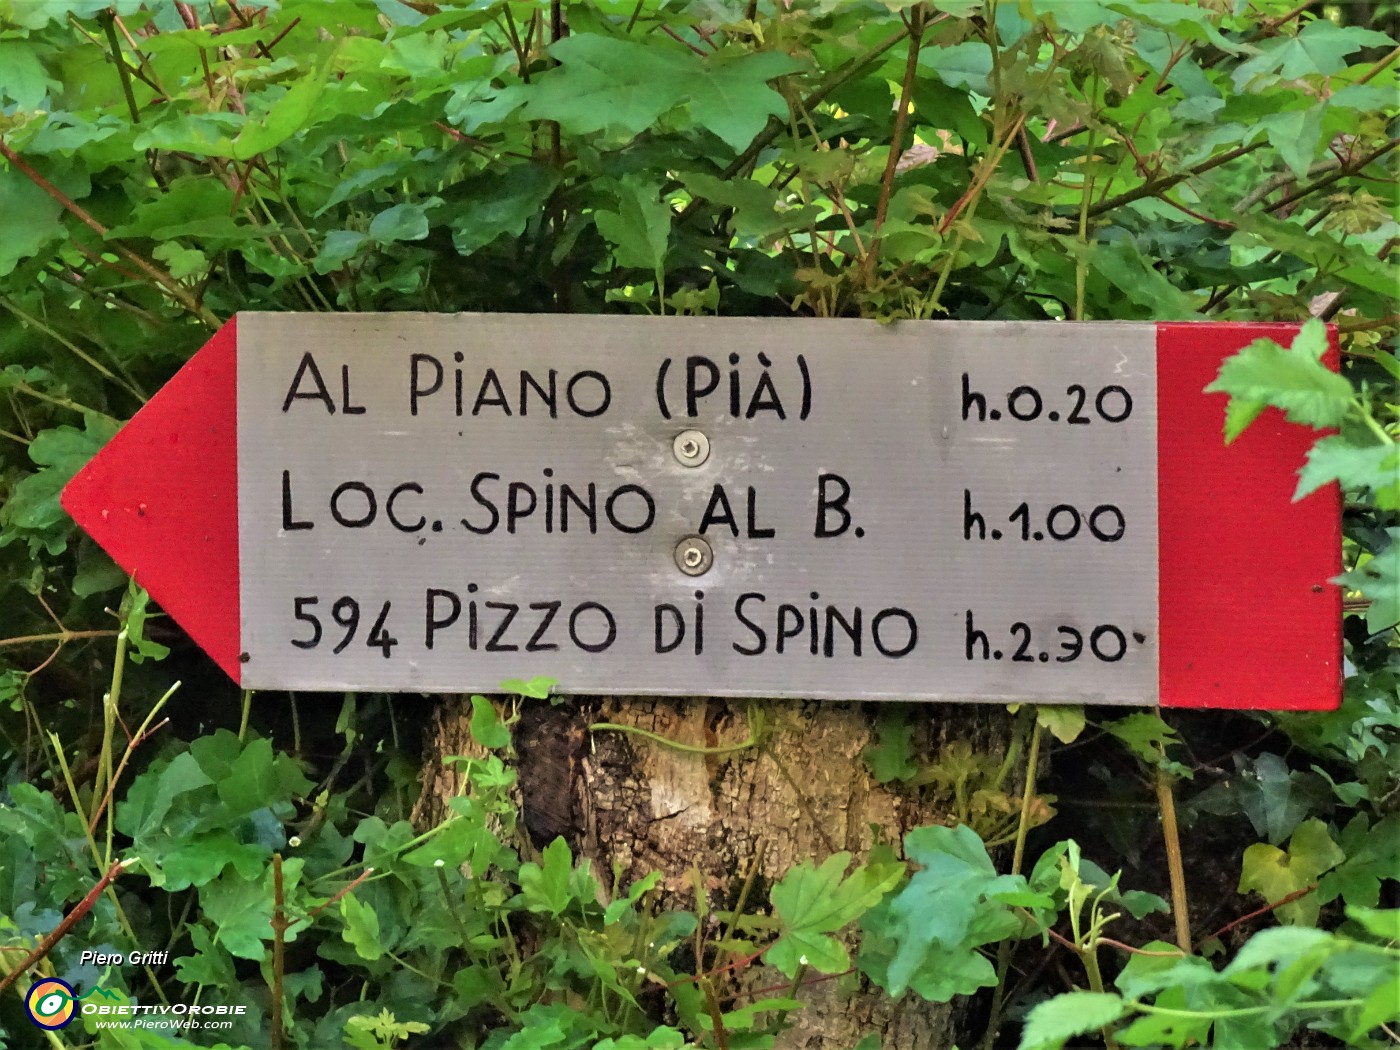 AL PiANO (PiÀ) h.0.20
LOC. SPiNO AL B. h.1.00
594 PiZZO Di SPiNO h.2.30
Piero Gritti
OBIETTIVOROBIE
www.PieroWeb.com